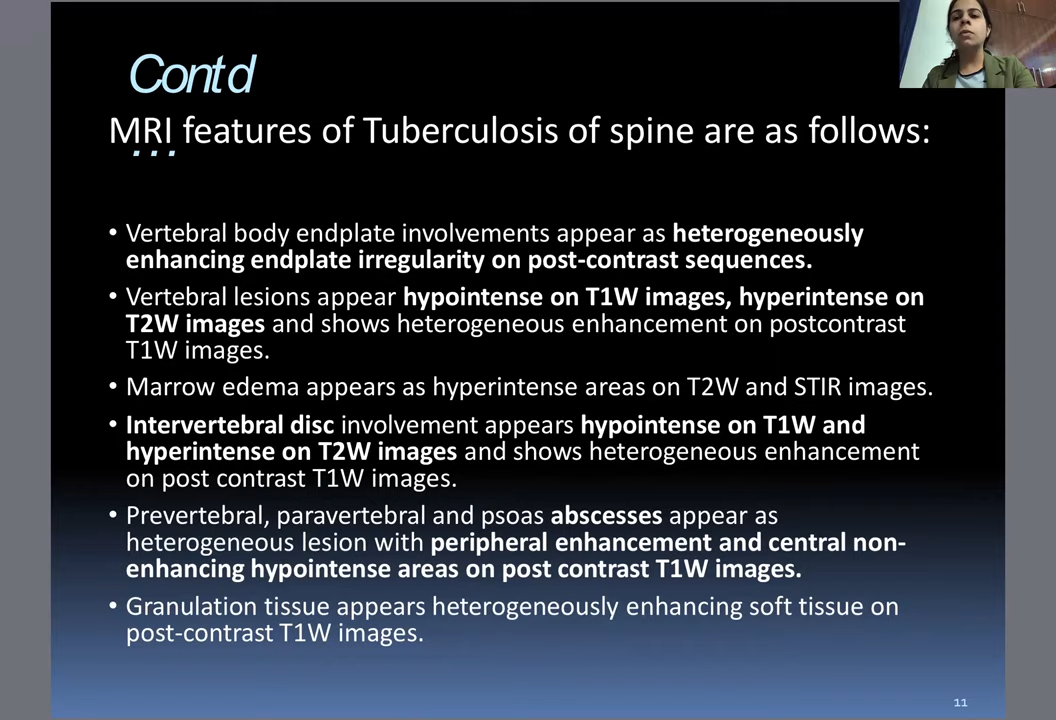 Contd
...
MRI features of Tuberculosis of spine are as follows:
• Vertebral body endplate involvements appear as heterogeneously
enhancing endplate irregularity on post-contrast sequences.
• Vertebral lesions appear hypointense on T1W images, hyperintense on
T2W images and shows heterogeneous enhancement on postcontrast
T1W images.
• Marrow edema appears as hyperintense areas on T2W and STIR images.
• Intervertebral disc involvement appears hypointense on T1W and
hyperintense on T2W images and shows heterogeneous enhancement
on post contrast T1W images.
• Prevertebral, paravertebral and psoas abscesses appear as
heterogeneous lesion with peripheral enhancement and central non-
enhancing hypointense areas on post contrast T1W images.
• Granulation tissue appears heterogeneously enhancing soft tissue on
post-contrast T1W images.
11